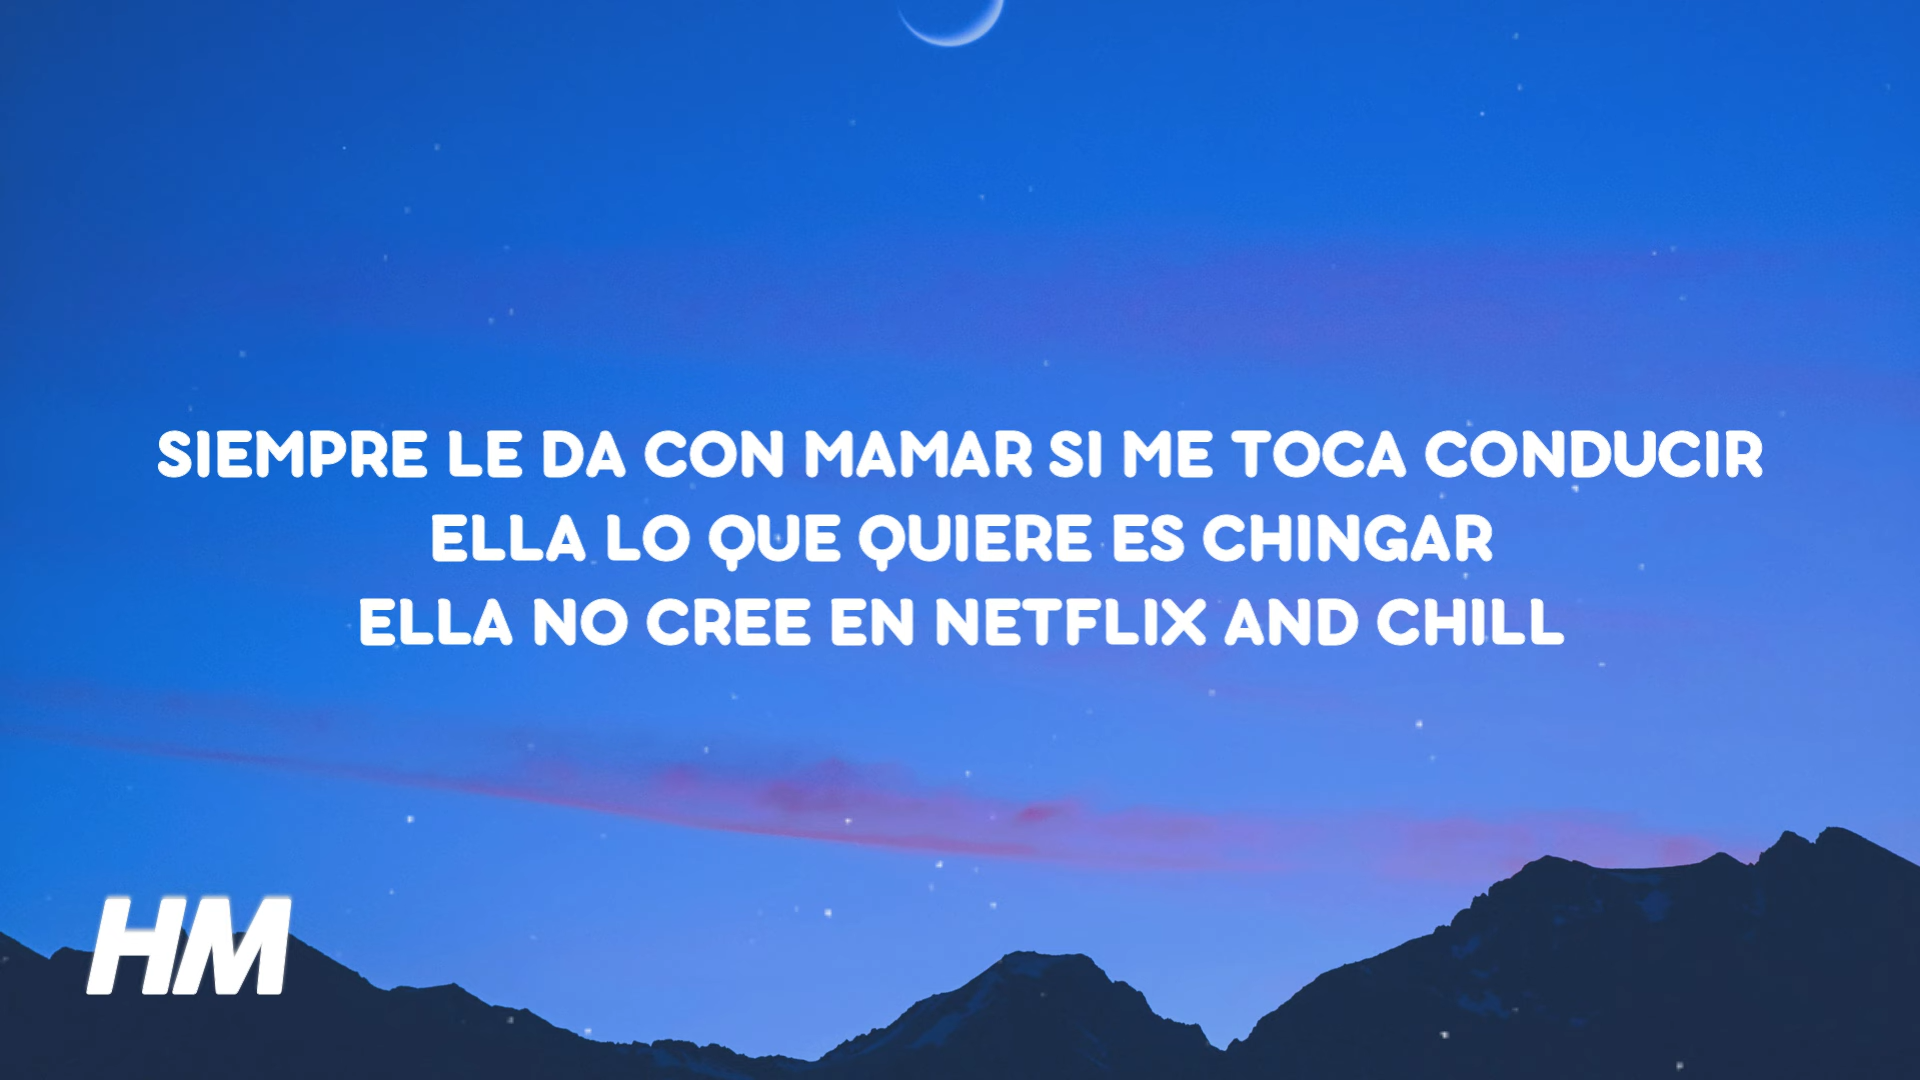 SIEMPRE LE DA CON MAMAR SI ME TOCA CONDUCIR
ELLA LO QUE QUIERE ES CHINGAR
ELLA NO CREE EN NETFLIX AND CHILL
HM